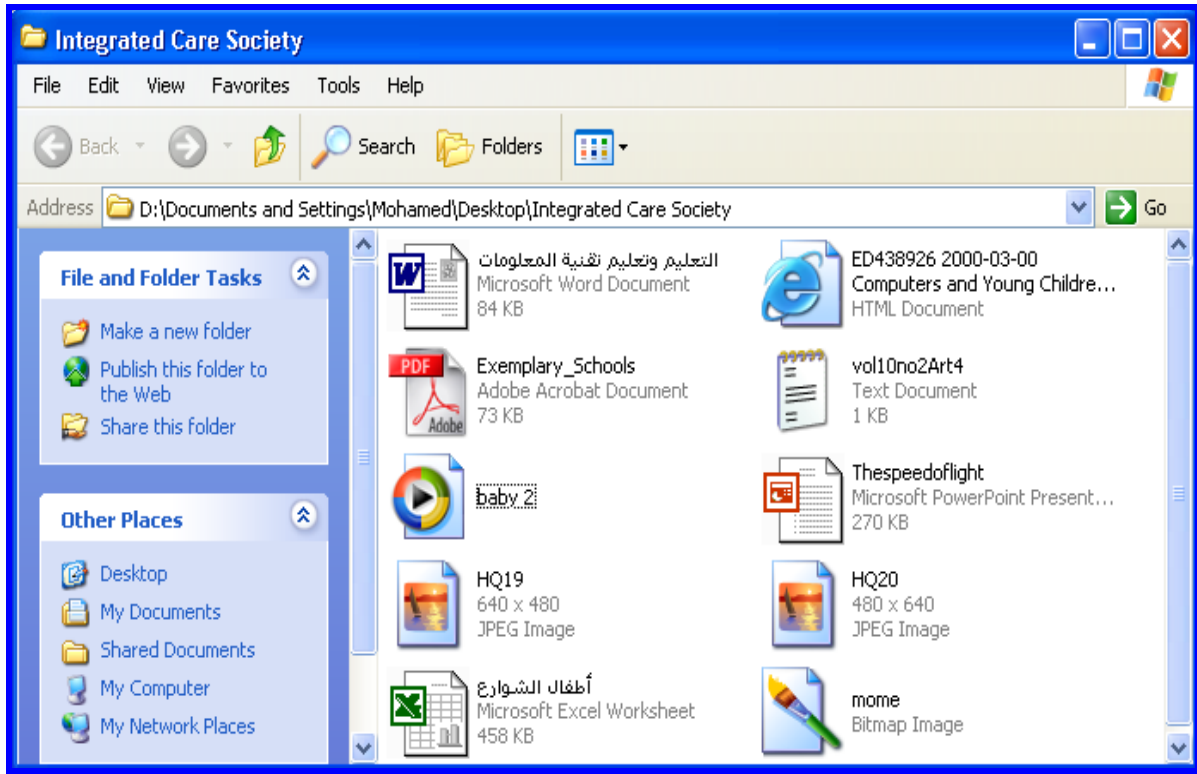 Integrated Care Society
File Edit View Favorites Tools Help
Back Search Folders
Address D:\Documents and Settings\Mohamed\Desktop\Integrated Care Society Go
File and Folder Tasks
Make a new folder
Publish this folder to
the Web
Share this folder
Other Places
Desktop
My Documents
Shared Documents
My Computer
My Network Places
التعليم وتعليم تقنية المعلومات
Microsoft Word Document
84 KB
ED438926 2000-03-00
Computers and Young Childre...
HTML Document
PDF
Adobe
Exemplary_Schools
Adobe Acrobat Document
73 KB
vol10no2Art4
Text Document
1 KB
baby 2
Thespeedoflight
Microsoft PowerPoint Present...
270 KB
HQ19
640 x 480
JPEG Image
HQ20
480 x 640
JPEG Image
أطفال الشوارع
Microsoft Excel Worksheet
458 KB
mome
Bitmap Image